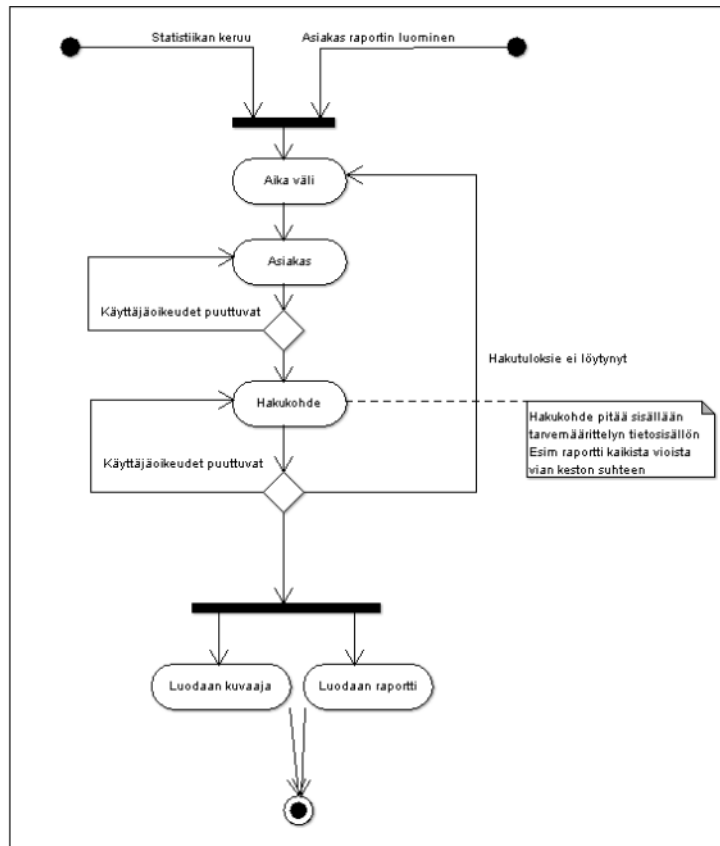 Statistiikan keruu
Asiakas raportin luominen
Aika väli
Asiakas
Käyttäjäoikeudet puuttuvat
Hakutuloksie ei löytynyt
Hakukohde
Hakukohde pitää sisällään
tarvemäärittelyn tietosisällön
Esim raportti kaikista vioista
vian keston suhteen
Käyttäjäoikeudet puuttuvat
Luodaan kuvaaja
Luodaan raportti